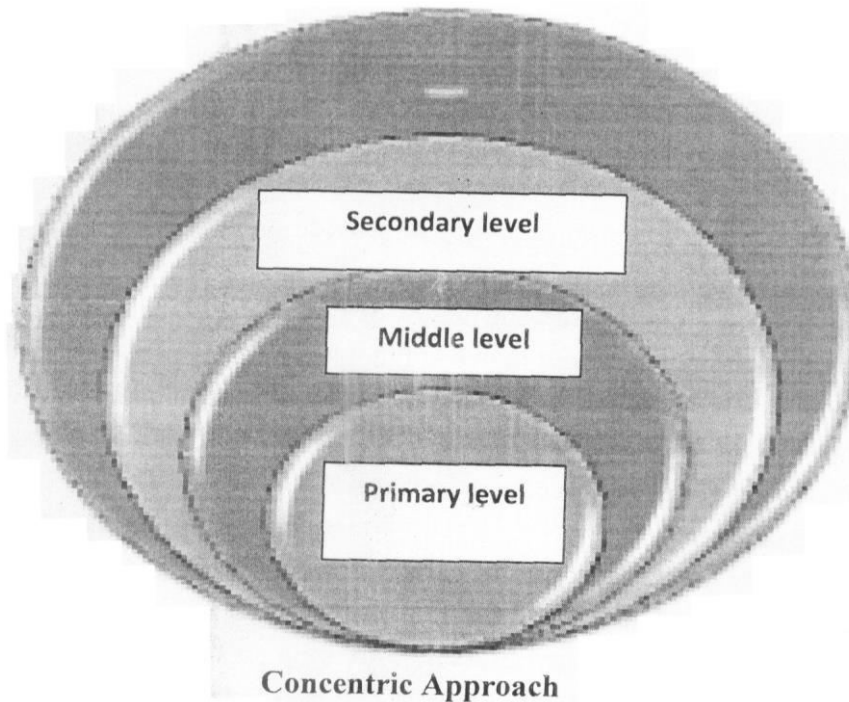 Secondary level
Middle level
Primary level
Concentric Approach